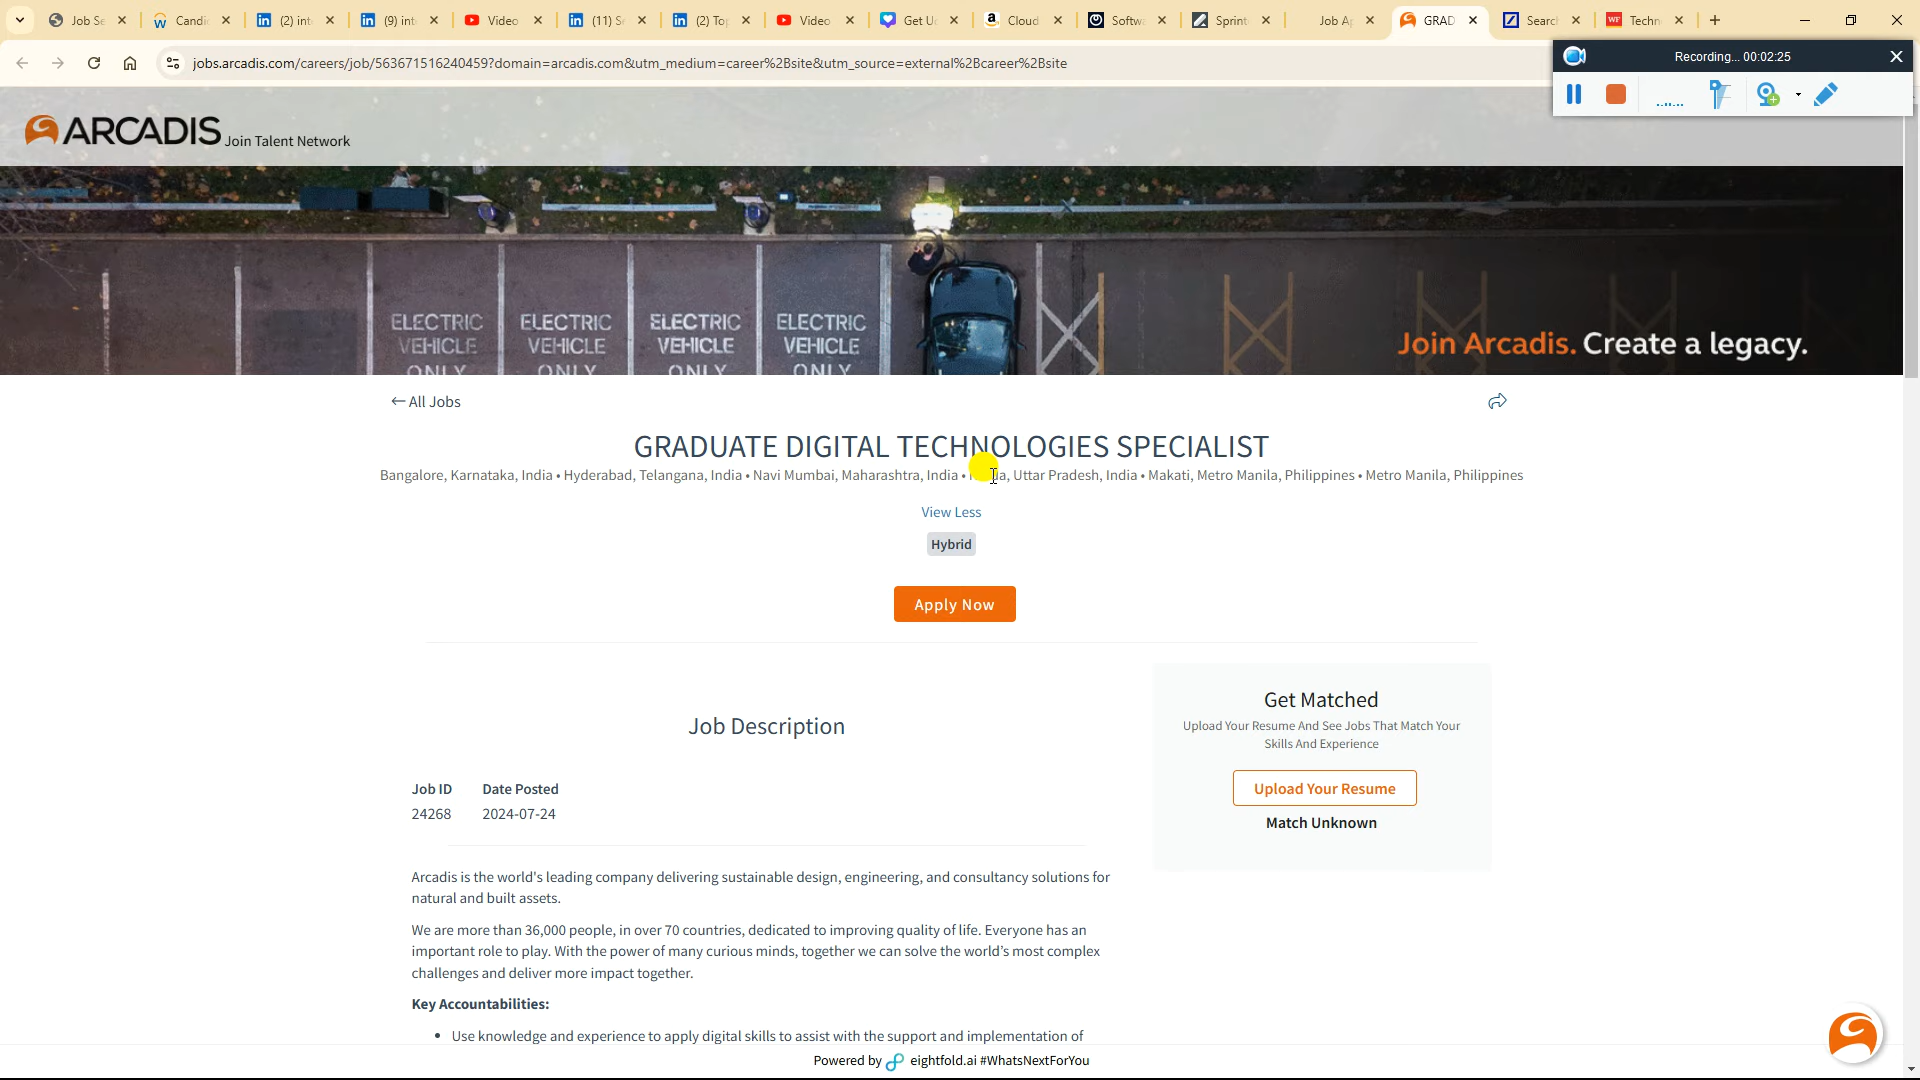 Job Se
Candi
(2) int
(9) int
Video
(11) S
(2) To
Video
Get U
Cloud
Softw
Sprint
Job A
GRAD
Search
Techn
jobs.arcadis.com/careers/job/563671516240459?domain=arcadis.com&utm_medium=career%2Bsite&utm_source=external%2Bcareer%2Bsite
Recording... 00:02:25
ARCADIS Join Talent Network
ELECTRIC VEHICLE ONLY
ELECTRIC VEHICLE ONLY
ELECTRIC VEHICLE ONLY
ELECTRIC VEHICLE ONLY
Join Arcadis. Create a legacy.
← All Jobs
GRADUATE DIGITAL TECHNOLOGIES SPECIALIST
Bangalore, Karnataka, India • Hyderabad, Telangana, India • Navi Mumbai, Maharashtra, India • Uttar Pradesh, India • Makati, Metro Manila, Philippines • Metro Manila, Philippines
View Less
Hybrid
Apply Now
Job Description
Job ID Date Posted
24268 2024-07-24
Arcadis is the world's leading company delivering sustainable design, engineering, and consultancy solutions for
natural and built assets.
We are more than 36,000 people, in over 70 countries, dedicated to improving quality of life. Everyone has an
important role to play. With the power of many curious minds, together we can solve the world's most complex
challenges and deliver more impact together.
Key Accountabilities:
• Use knowledge and experience to apply digital skills to assist with the support and implementation of
Get Matched
Upload Your Resume And See Jobs That Match Your
Skills And Experience
Upload Your Resume
Match Unknown
Powered by eightfold.ai #WhatsNextForYou